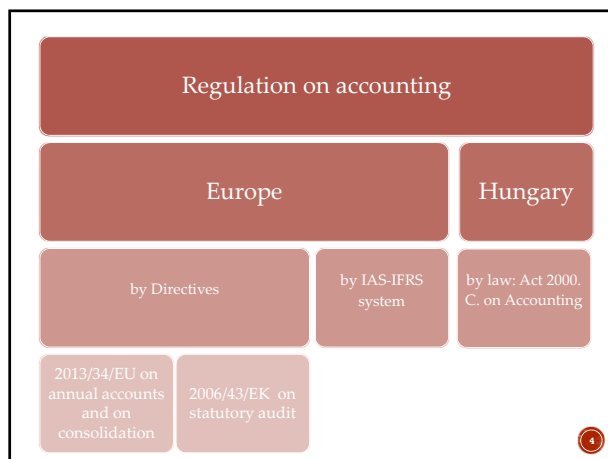 Regulation on accounting
Europe
Hungary
by Directives
by IAS-IFRS
system
by law: Act 2000.
C. on Accounting
2013/34/EU on
annual accounts
and on
consolidation
2006/43/EK on
statutory audit
4